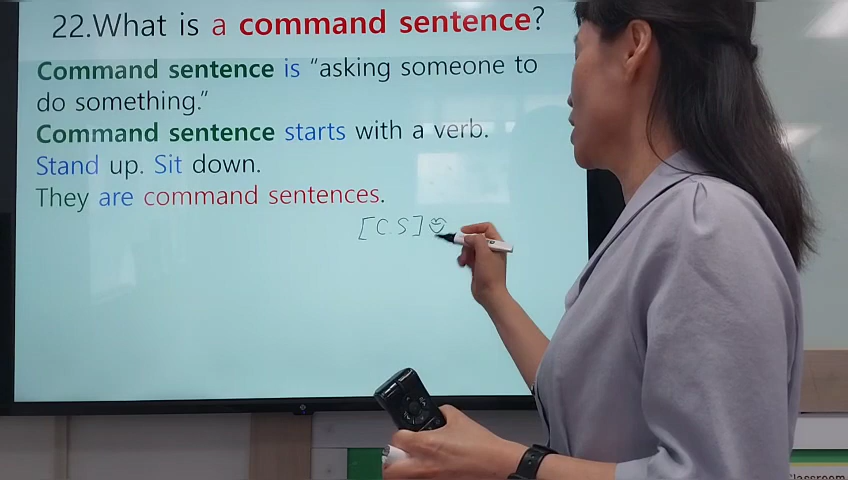 22.What is a command sentence?
Command sentence is “asking someone to
do something.”
Command sentence starts with a verb.
Stand up. Sit down.
They are command sentences.
[C S]
Classroom